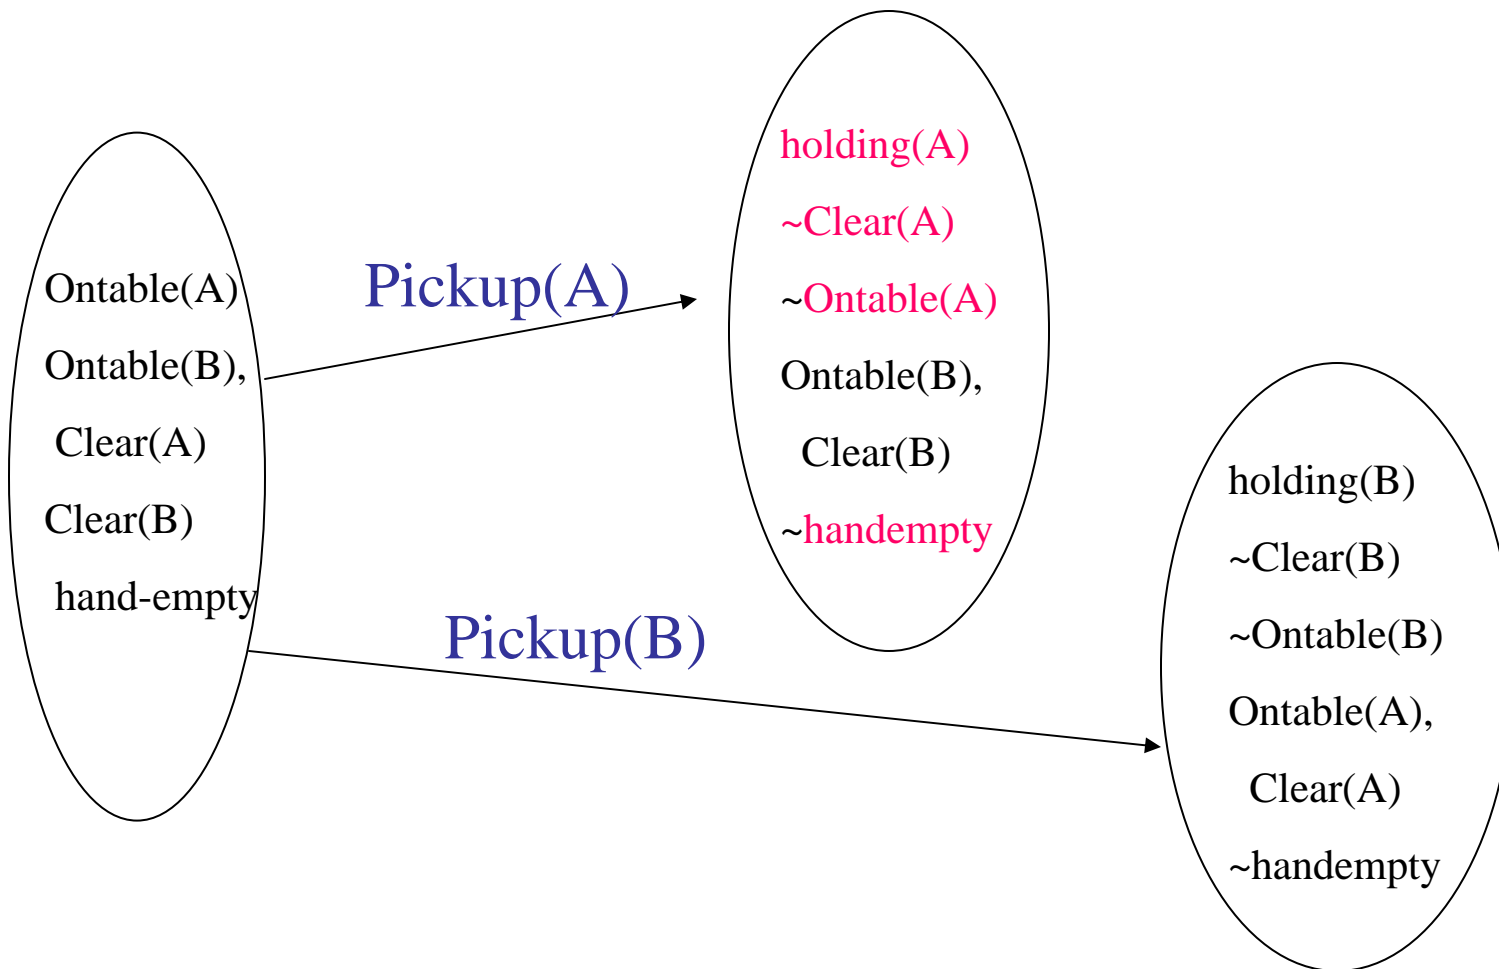 Ontable(A)
Ontable(B),
Clear(A)
Clear(B)
hand-empty
Pickup(A)
Pickup(B)
holding(A)
~Clear(A)
~Ontable(A)
Ontable(B),
Clear(B)
~handempty
holding(B)
~Clear(B)
~Ontable(B)
Ontable(A),
Clear(A)
~handempty